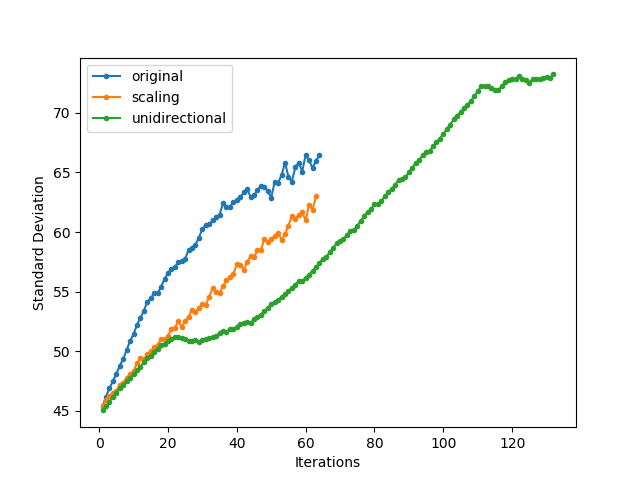 original
scaling
unidirectional
70
65
60
55
50
45
Standard Deviation
0 20 40 60 80 100 120
Iterations